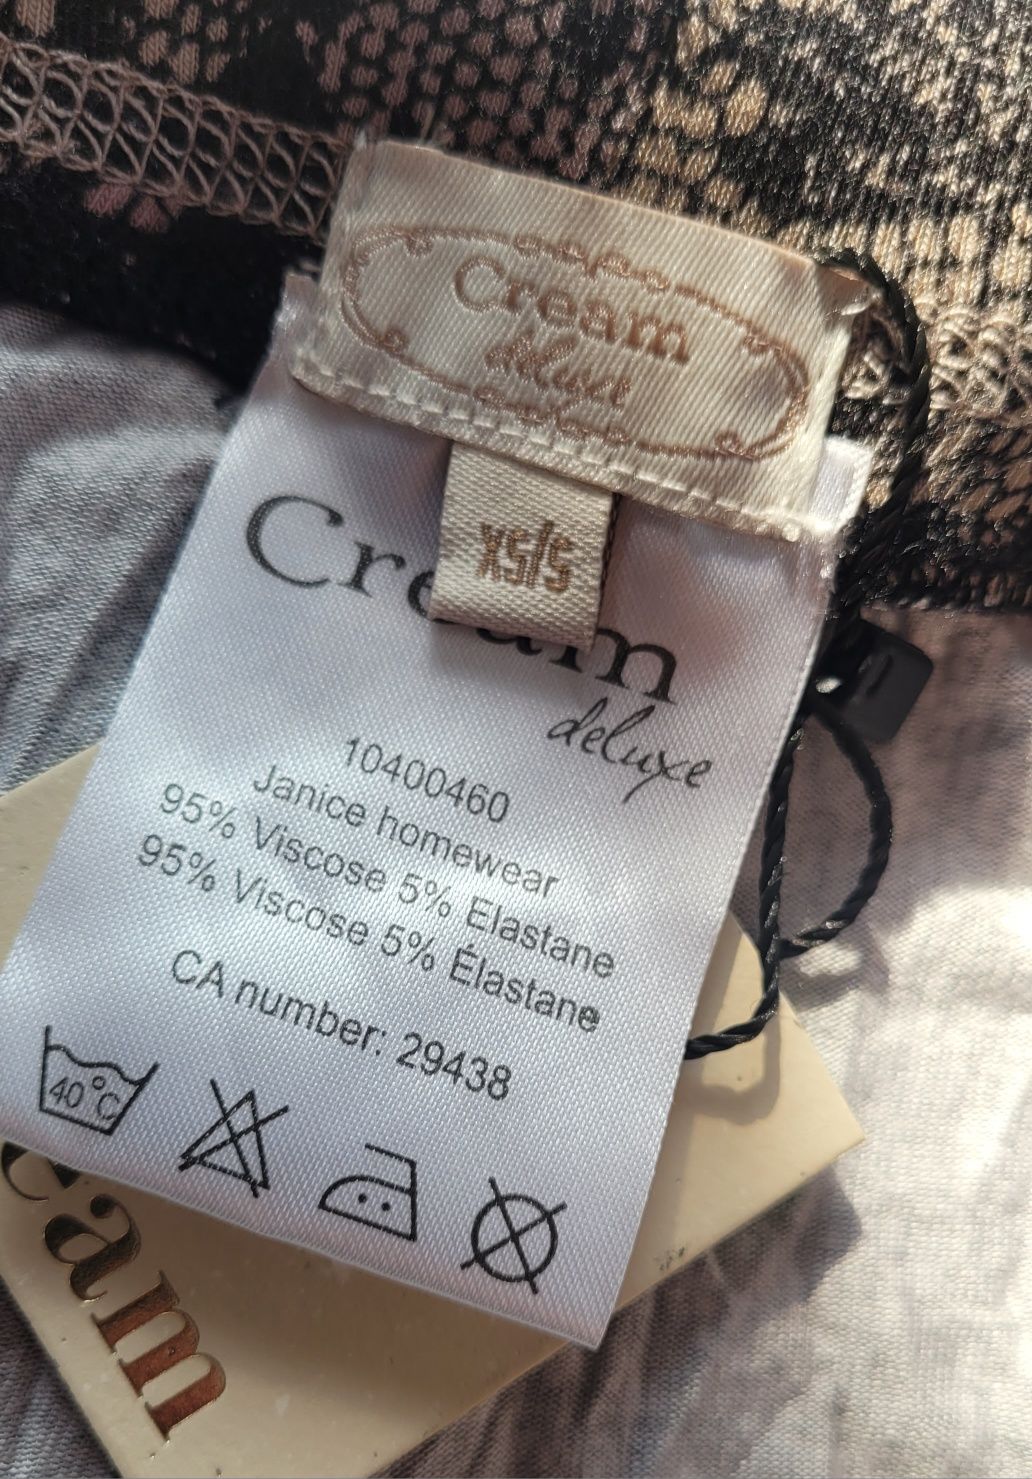 Cream
deluxe
XS/S
Cream
deluxe
10400460
Janice homewear
95% Viscose 5% Elastane
95% Viscose 5% Élastane
CA number: 29438
40°C
eam